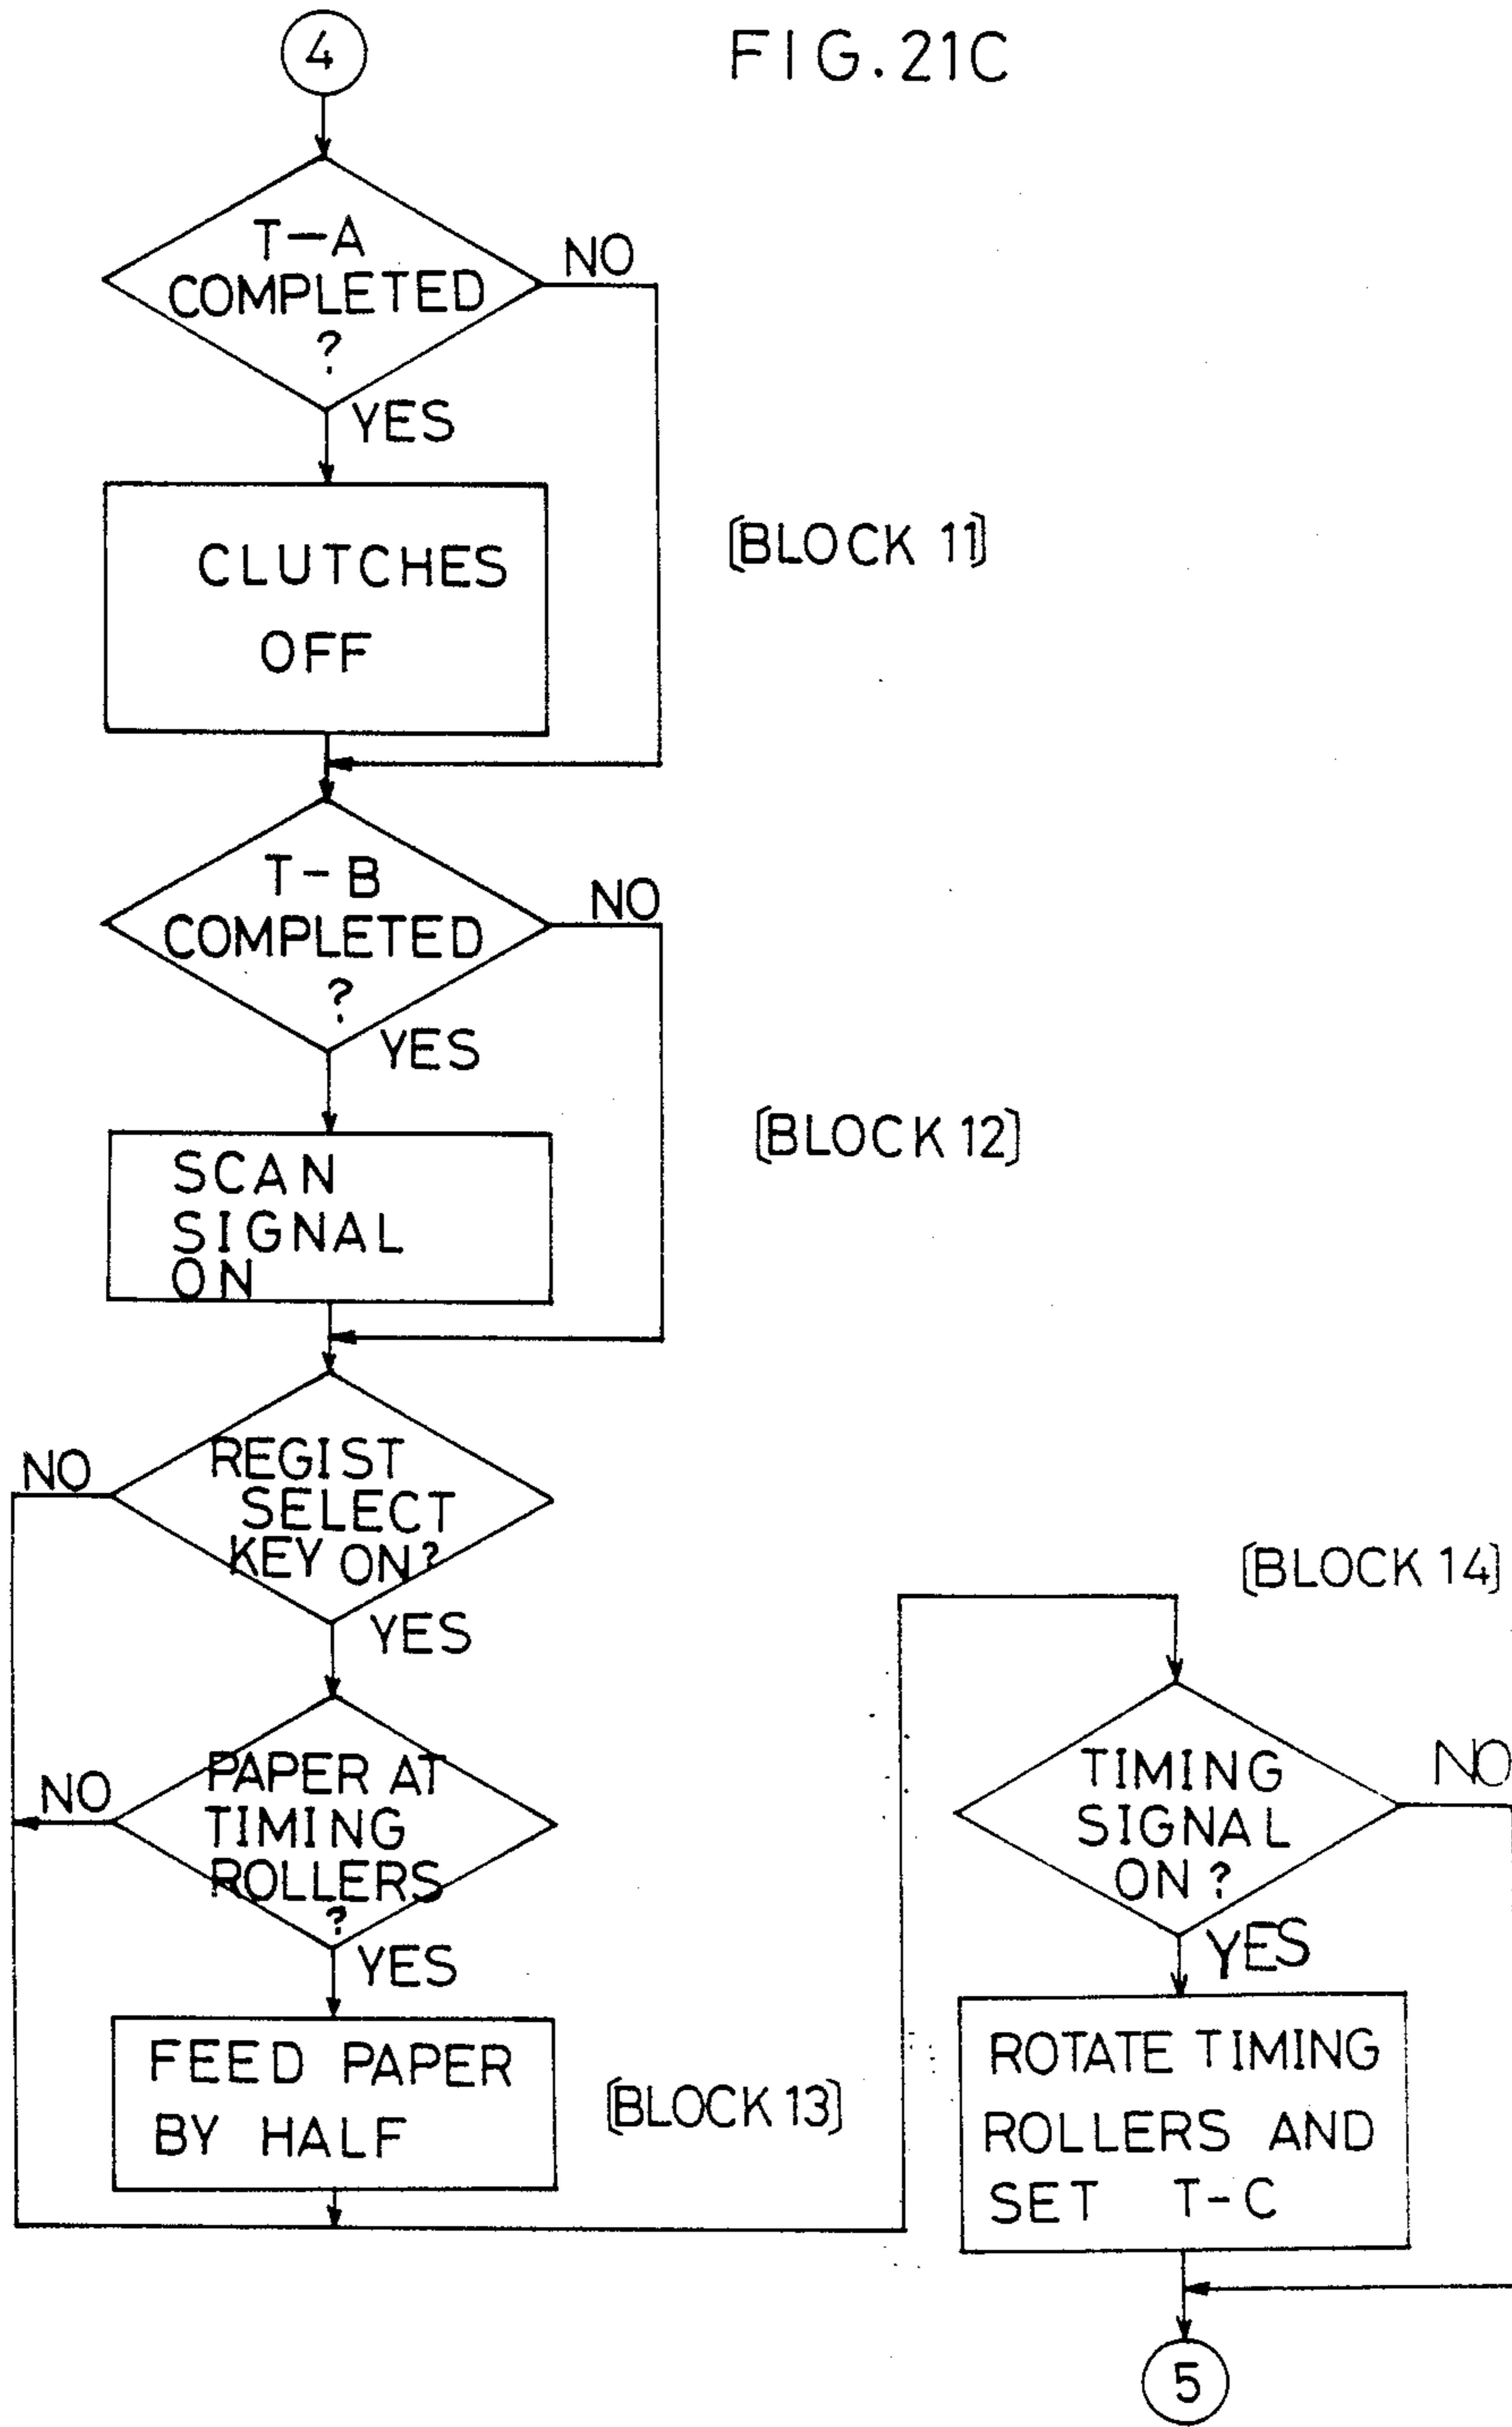 4
FIG.21C
T-A
COMPLETED
?
NO
YES
CLUTCHES
OFF
[BLOCK 11]
T-B
COMPLETED
?
NO
YES
SCAN
SIGNAL
ON
[BLOCK 12]
REGIST
SELECT
KEY ON?
NO
YES
PAPER AT
TIMING
ROLLERS
?
NO
YES
FEED PAPER
BY HALF
[BLOCK 13]
[BLOCK 14]
TIMING
SIGNAL
ON?
NO
YES
ROTATE TIMING
ROLLERS AND
SET T-C
5